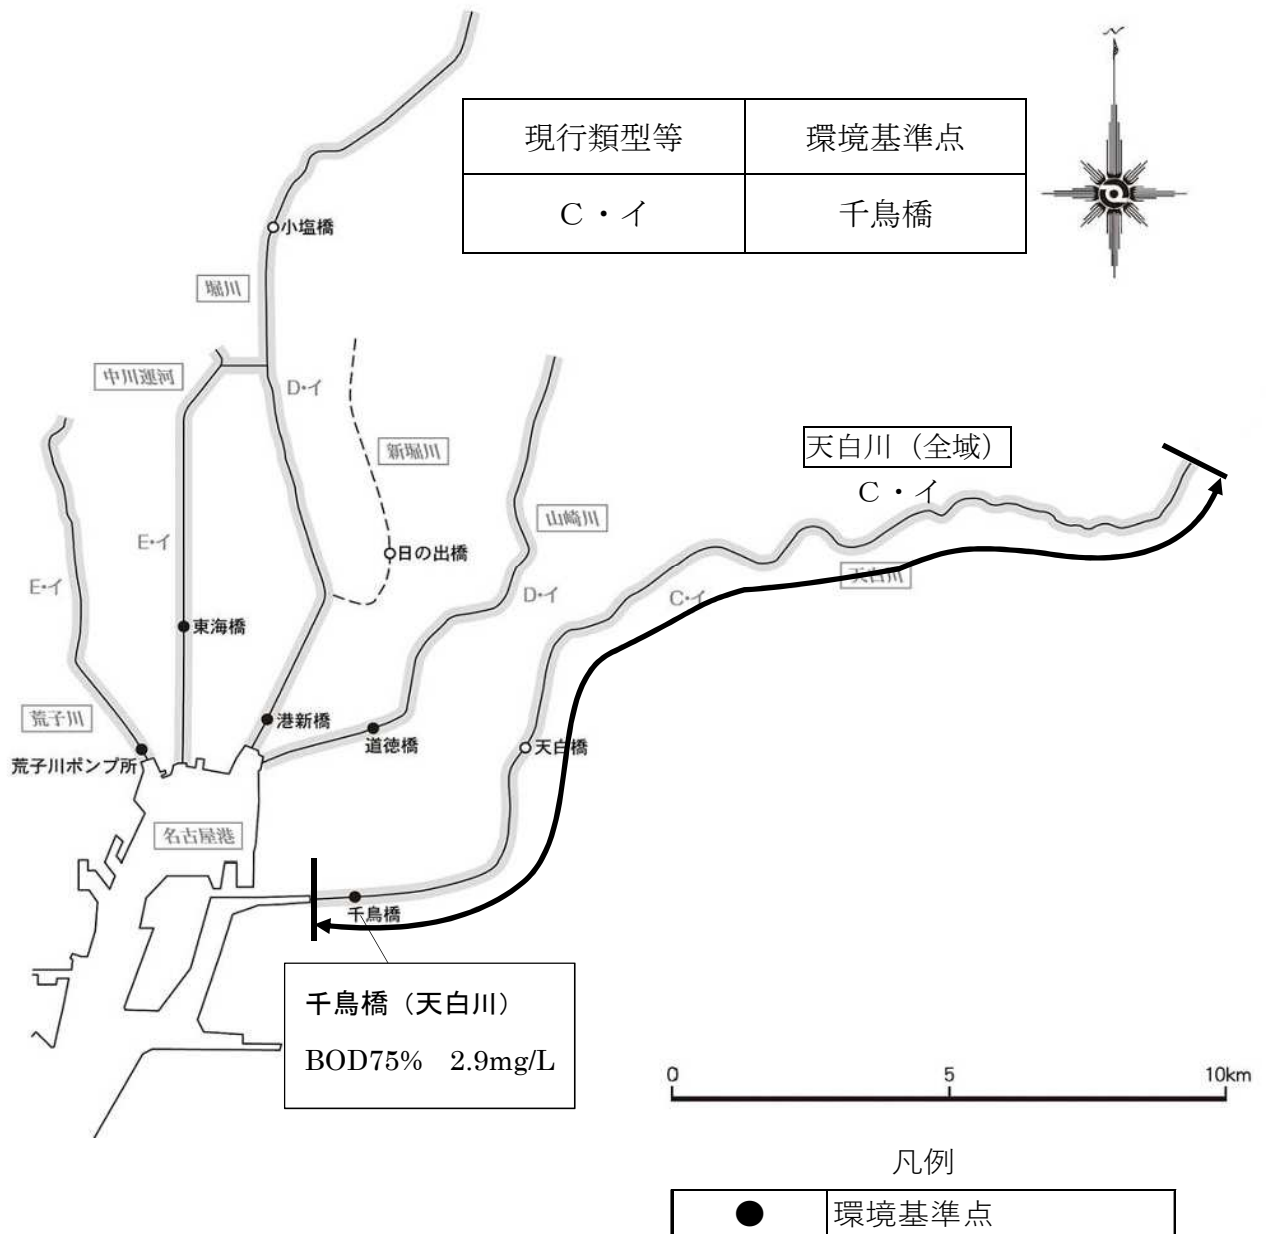 N
現行類型等 環境基準点
C・イ 千鳥橋
小塩橋
堀川
中川運河
D・イ
新堀川
天白川（全域）
C・イ
山崎川
E・イ
日の出橋
E・イ
D・イ
C・イ
天白川
東海橋
荒子川
港新橋
道徳橋
天白橋
荒子川ポンプ所
名古屋港
千鳥橋
千鳥橋（天白川）
BOD75% 2.9mg/L
0 5 10km
凡例
● 環境基準点